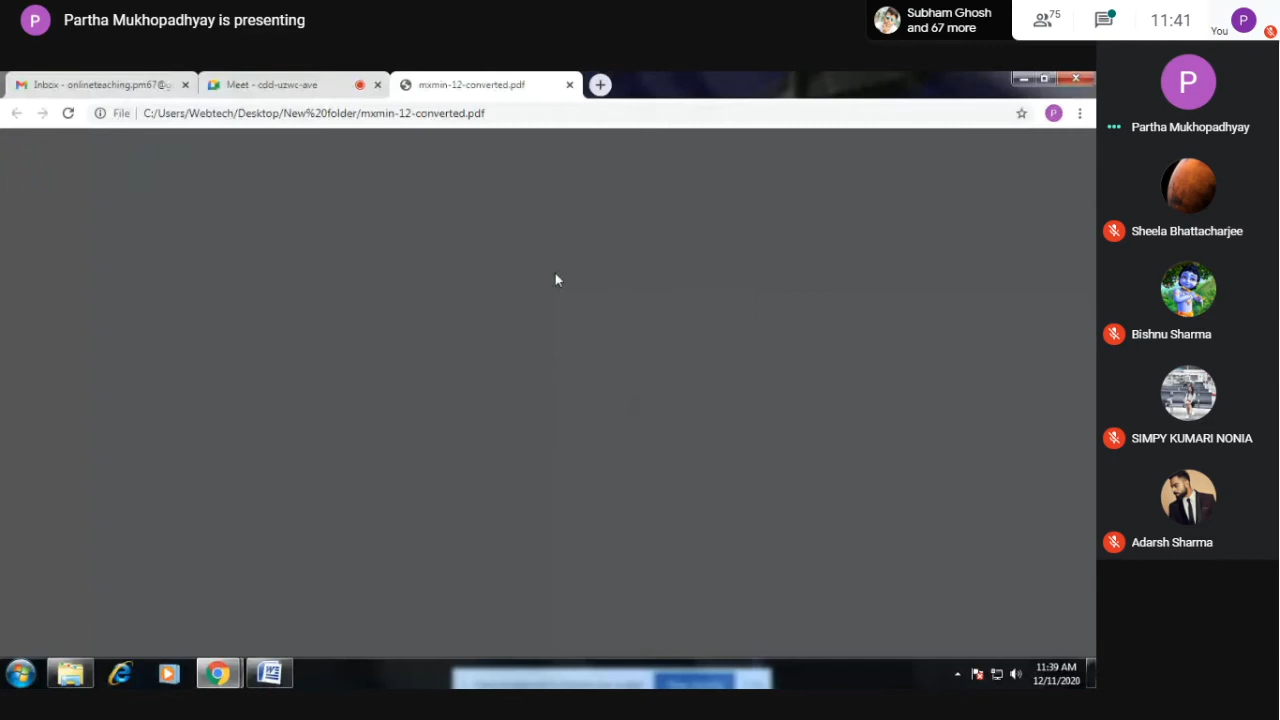 P Partha Mukhopadhyay is presenting
Subham Ghosh
and 67 more
75
11:41
You
P
Inbox - onlineteaching.pm67@g
Meet - cdd-uzwc-ave
mxmin-12-converted.pdf
File C:/Users/Webtech/Desktop/New%20folder/mxmin-12-converted.pdf
P
P
Partha Mukhopadhyay
Sheela Bhattacharjee
Bishnu Sharma
SIMPY KUMARI NONIA
Adarsh Sharma
11:39 AM
12/11/2020